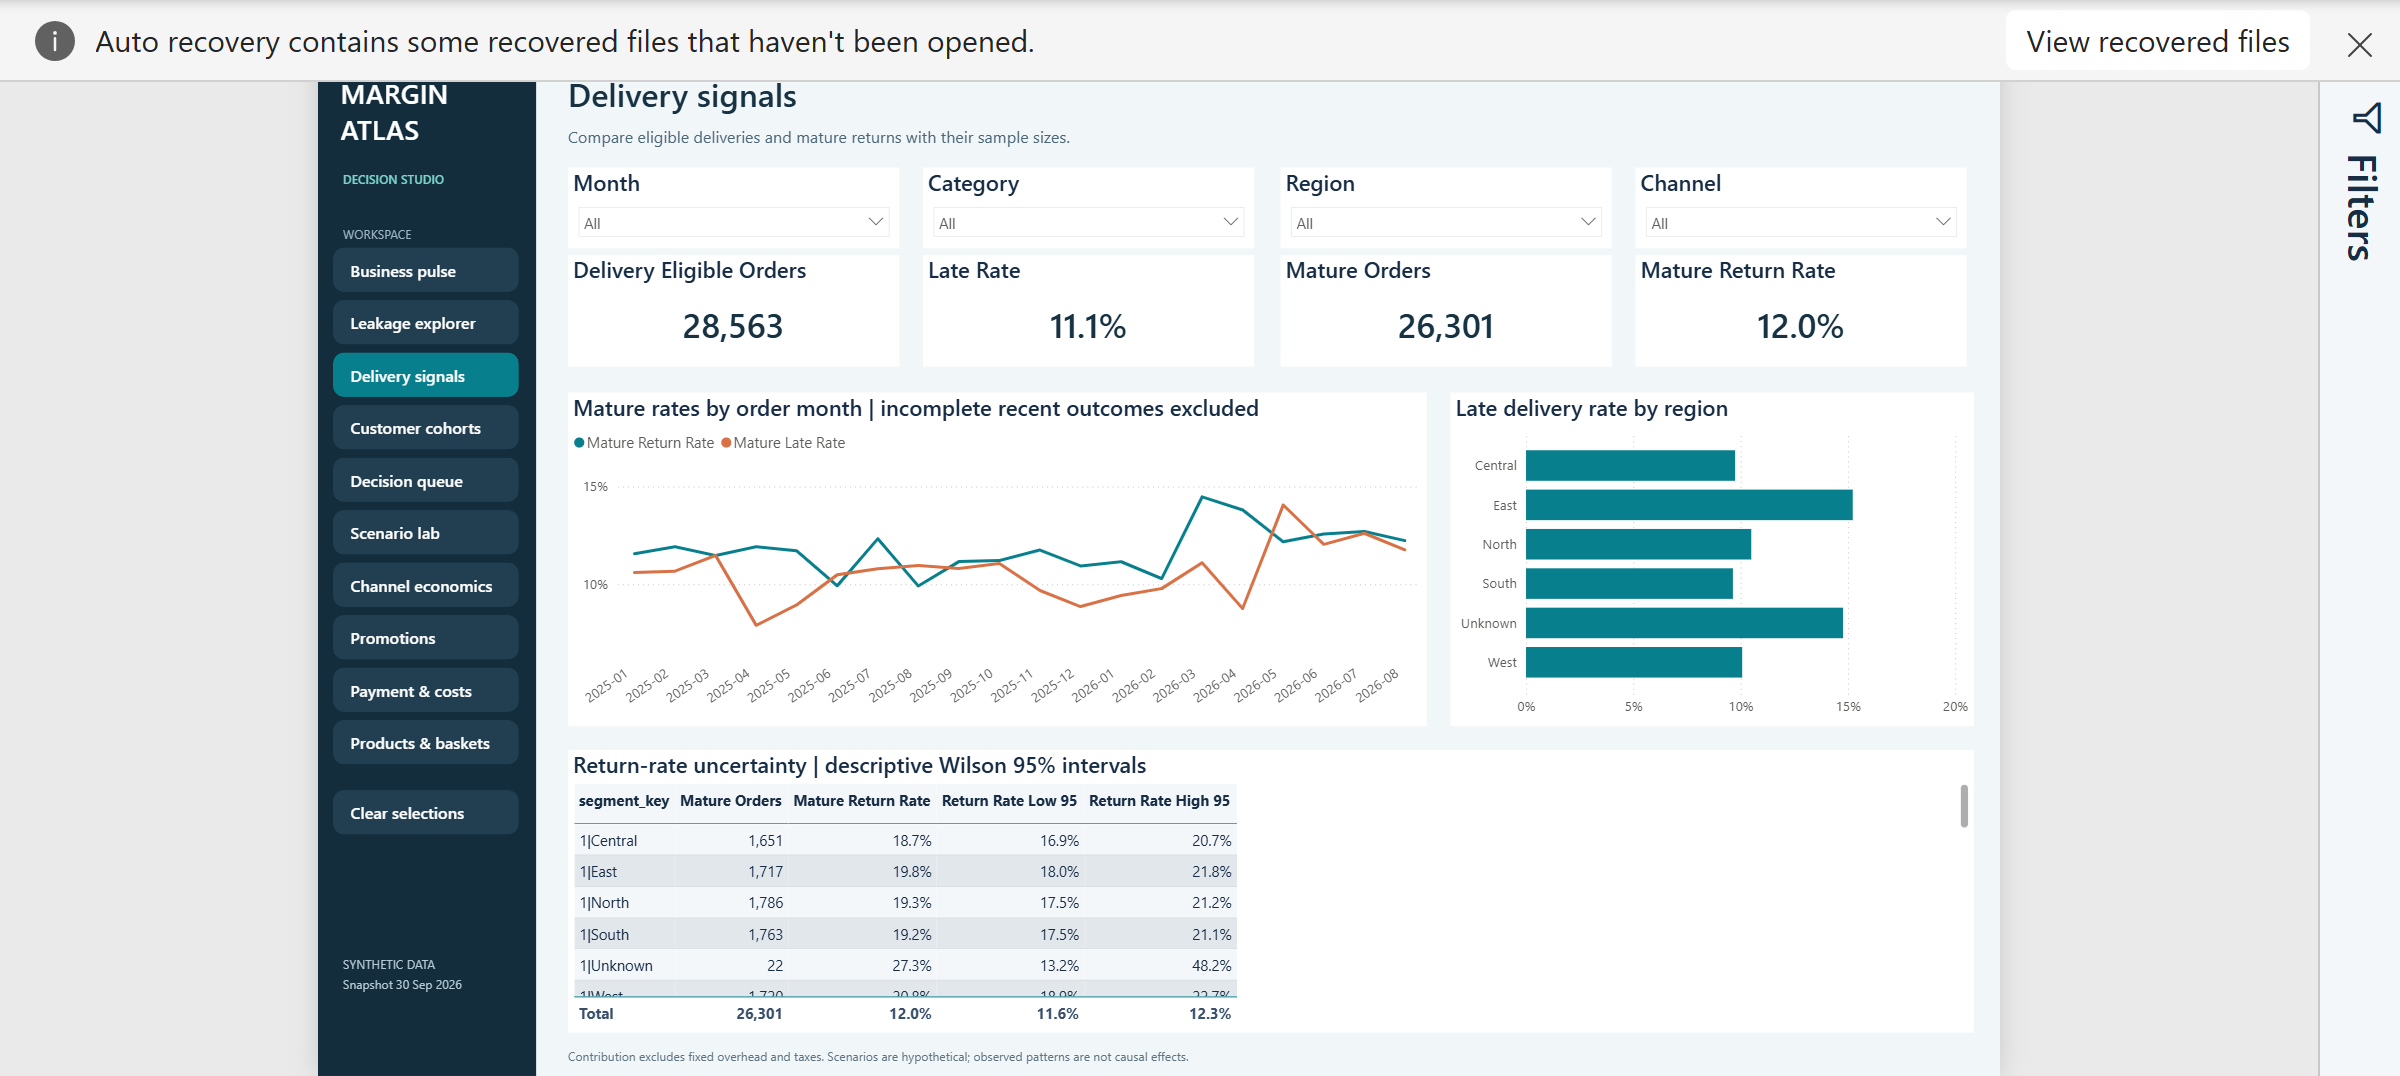 Auto recovery contains some recovered files that haven't been opened.
View recovered files
MARGIN
ATLAS
DECISION STUDIO
WORKSPACE
Business pulse
Leakage explorer
Delivery signals
Customer cohorts
Decision queue
Scenario lab
Channel economics
Promotions
Payment & costs
Products & baskets
Clear selections
SYNTHETIC DATA
Snapshot 30 Sep 2026
Delivery signals
Compare eligible deliveries and mature returns with their sample sizes.
Month
All
Category
All
Region
All
Channel
All
Delivery Eligible Orders
28,563
Late Rate
11.1%
Mature Orders
26,301
Mature Return Rate
12.0%
Mature rates by order month | incomplete recent outcomes excluded
Mature Return Rate Mature Late Rate
15%
10%
2025-01 2025-02 2025-03 2025-04 2025-05 2025-06 2025-07 2025-08 2025-09 2025-10 2025-11 2025-12 2026-01 2026-02 2026-03 2026-04 2026-05 2026-06 2026-07 2026-08
Late delivery rate by region
Central
East
North
South
Unknown
West
0% 5% 10% 15% 20%
Return-rate uncertainty | descriptive Wilson 95% intervals
segment_key Mature Orders Mature Return Rate Return Rate Low 95 Return Rate High 95
1|Central 1,651 18.7% 16.9% 20.7%
1|East 1,717 19.8% 18.0% 21.8%
1|North 1,786 19.3% 17.5% 21.2%
1|South 1,763 19.2% 17.5% 21.1%
1|Unknown 22 27.3% 13.2% 48.2%
1|West 1,720 20.8% 18.9% 22.7%
Total 26,301 12.0% 11.6% 12.3%
Contribution excludes fixed overhead and taxes. Scenarios are hypothetical; observed patterns are not causal effects.
Filters